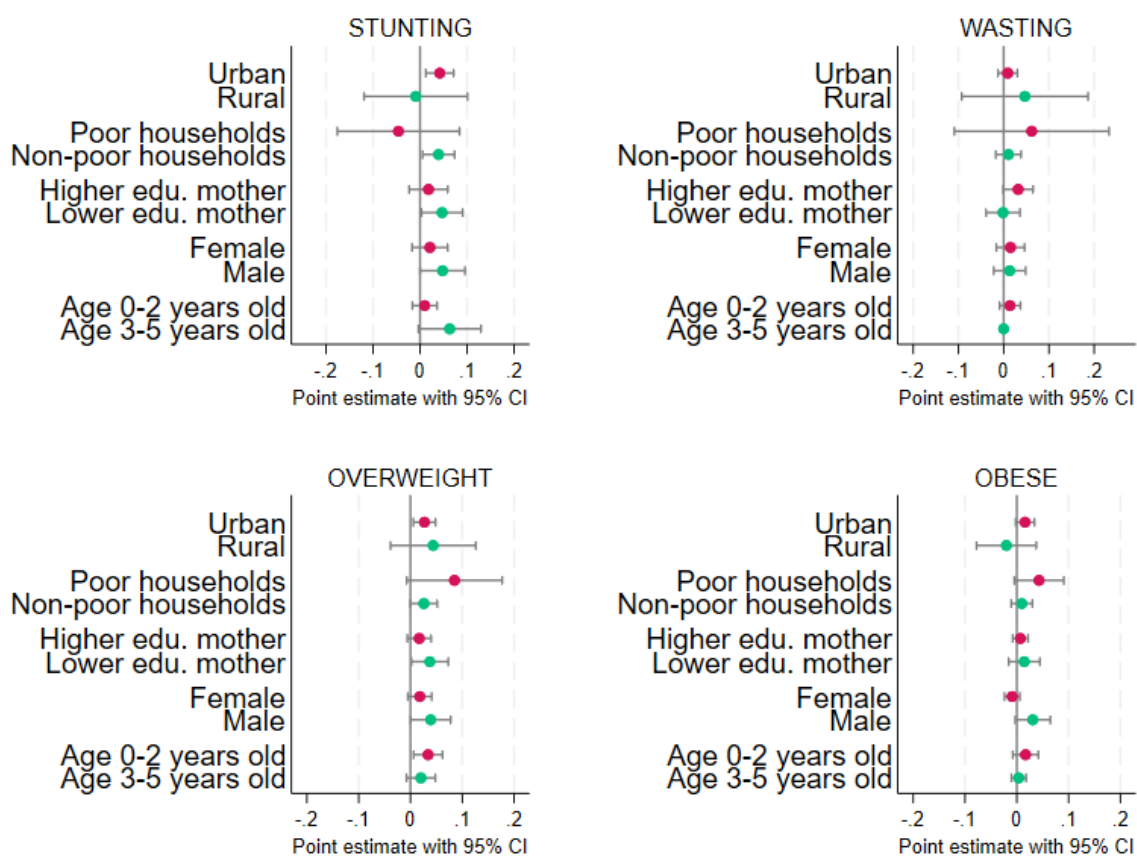 STUNTING
Urban
Rural
Poor households
Non-poor households
Higher edu. mother
Lower edu. mother
Female
Male
Age 0-2 years old
Age 3-5 years old
-.2 -.1 0 .1 .2
Point estimate with 95% CI
WASTING
Urban
Rural
Poor households
Non-poor households
Higher edu. mother
Lower edu. mother
Female
Male
Age 0-2 years old
Age 3-5 years old
-.2 -.1 0 .1 .2
Point estimate with 95% CI
OVERWEIGHT
Urban
Rural
Poor households
Non-poor households
Higher edu. mother
Lower edu. mother
Female
Male
Age 0-2 years old
Age 3-5 years old
-.2 -.1 0 .1 .2
Point estimate with 95% CI
OBESE
Urban
Rural
Poor households
Non-poor households
Higher edu. mother
Lower edu. mother
Female
Male
Age 0-2 years old
Age 3-5 years old
-.2 -.1 0 .1 .2
Point estimate with 95% CI